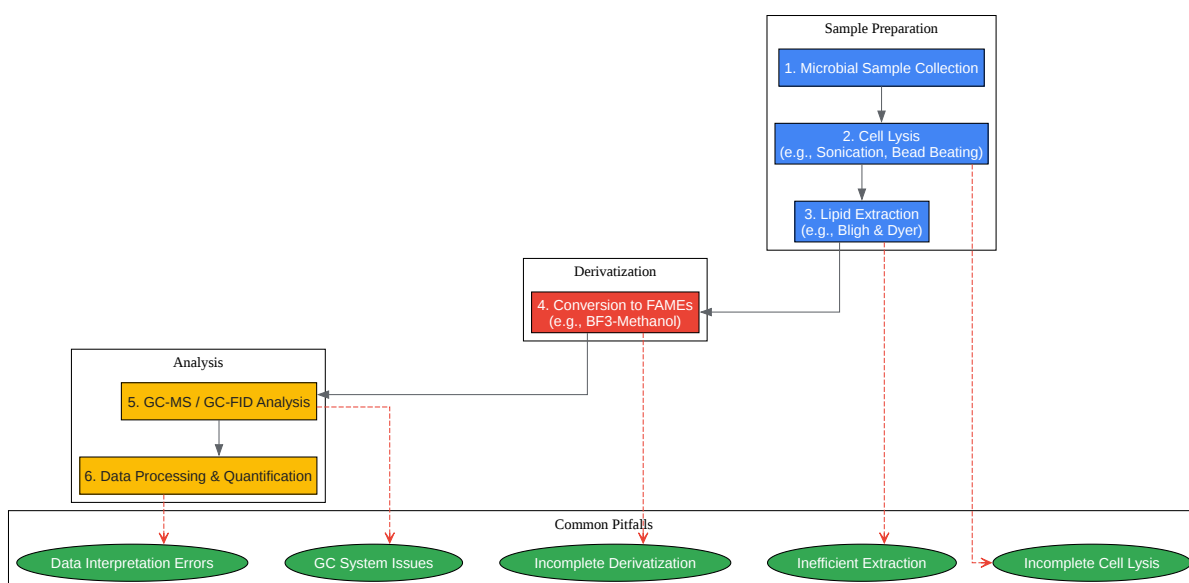 Sample Preparation
1. Microbial Sample Collection
2. Cell Lysis
(e.g., Sonication, Bead Beating)
3. Lipid Extraction
(e.g., Bligh & Dyer)
Derivatization
4. Conversion to FAMEs
(e.g., BF3-Methanol)
Analysis
5. GC-MS / GC-FID Analysis
6. Data Processing & Quantification
Common Pitfalls
Data Interpretation Errors
GC System Issues
Incomplete Derivatization
Inefficient Extraction
Incomplete Cell Lysis